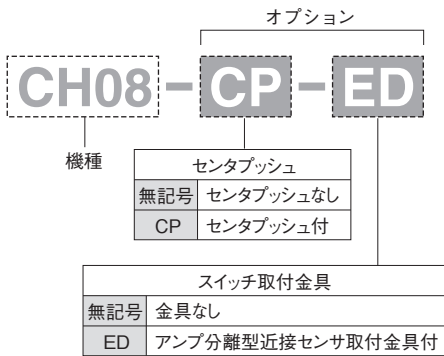 オプション
CH08-CP-ED
機種
センタプッシュ
無記号 センタプッシュなし
CP センタプッシュ付
スイッチ取付金具
無記号 金具なし
ED アンプ分離型近接センサ取付金具付